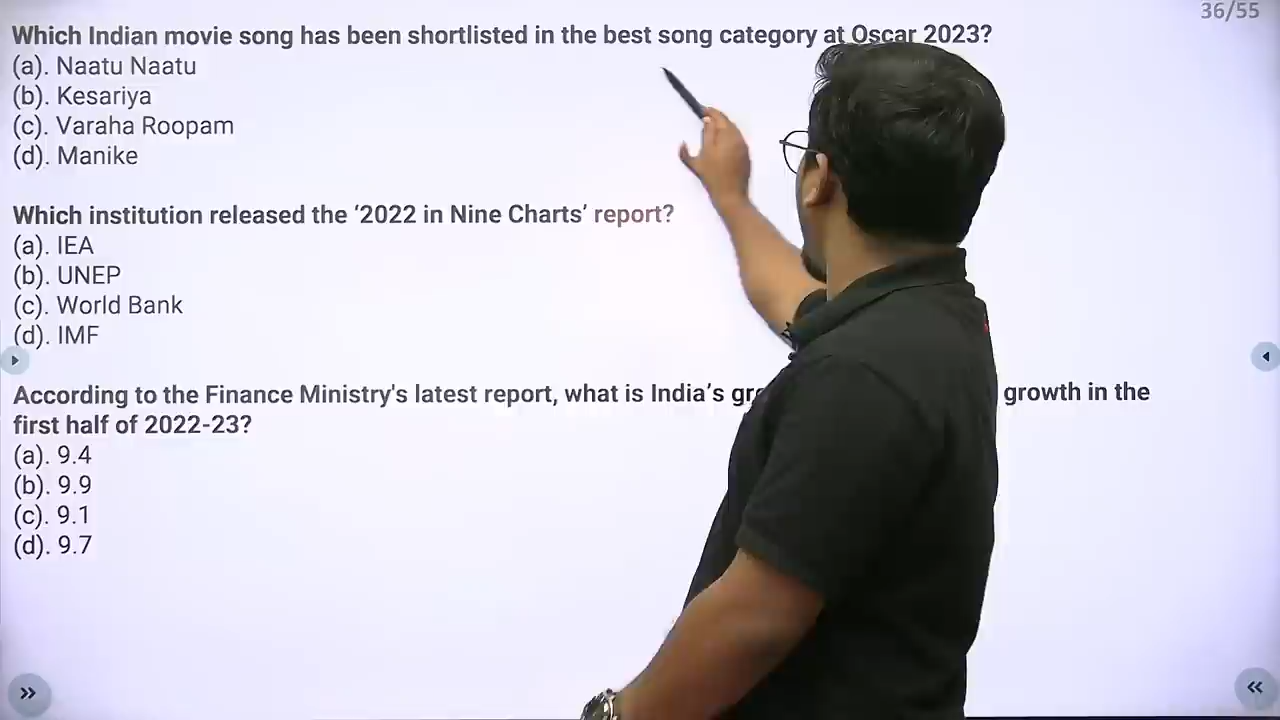 36/55
Which Indian movie song has been shortlisted in the best song category at Oscar 2023?
(a). Naatu Naatu
(b). Kesariya
(c). Varaha Roopam
(d). Manike
Which institution released the ‘2022 in Nine Charts’ report?
(a). IEA
(b). UNEP
(c). World Bank
(d). IMF
According to the Finance Ministry's latest report, what is India’s growth in the
first half of 2022-23?
(a). 9.4
(b). 9.9
(c). 9.1
(d). 9.7